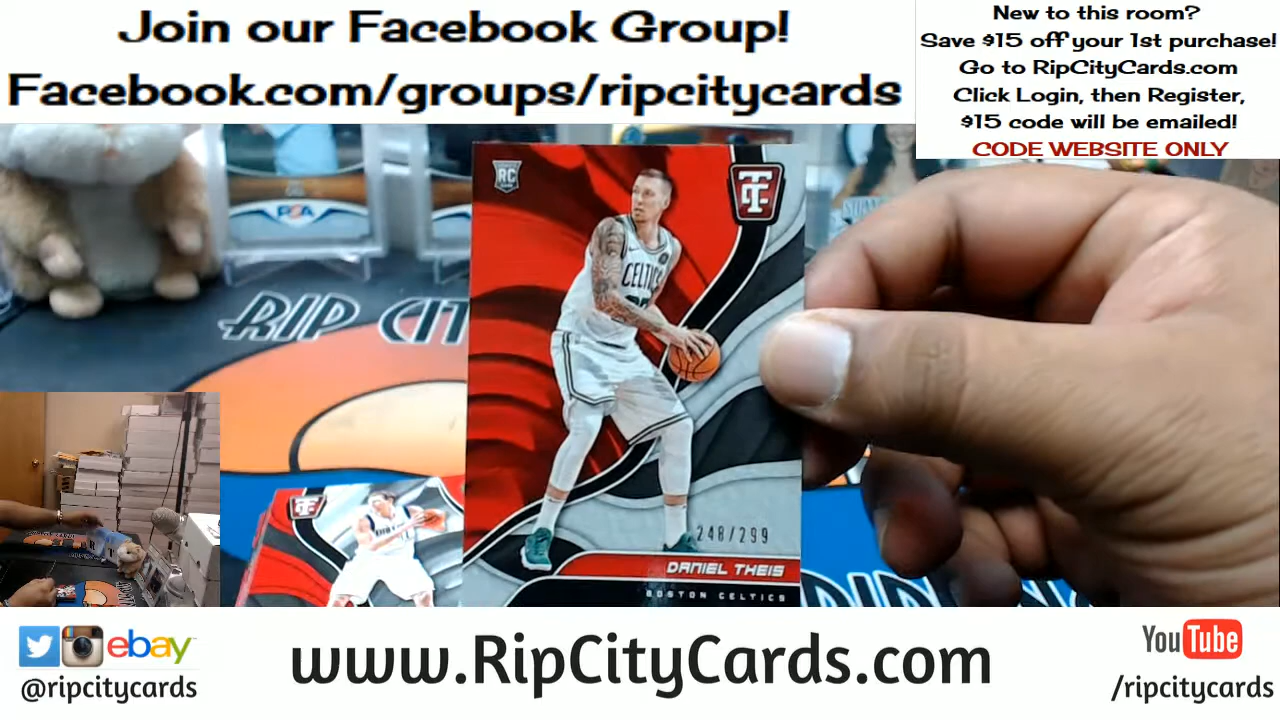 Join our Facebook Group!
Facebook.com/groups/ripcitycards
New to this room?
Save $15 off your 1st purchase!
Go to RipCityCards.com
Click Login, then Register,
$15 code will be emailed!
CODE WEBSITE ONLY
PSA
RIP CIT
RC
CELTICS
248/299
DANIEL THEIS
BOSTON CELTICS
ebay
@ripcitycards
www.RipCityCards.com
YouTube
/ripcitycards